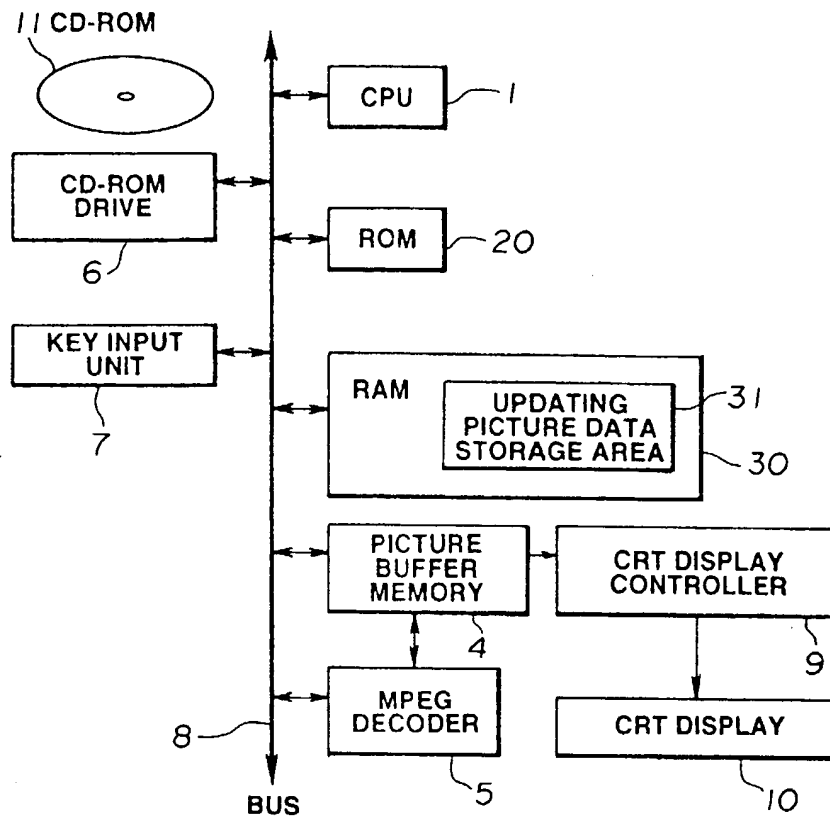 11 CD-ROM
CPU
1
CD-ROM
DRIVE
6
ROM
20
KEY INPUT
UNIT
7
RAM
UPDATING
PICTURE DATA
STORAGE AREA
31
30
PICTURE
BUFFER
MEMORY
4
CRT DISPLAY
CONTROLLER
9
MPEG
DECODER
5
8
CRT DISPLAY
10
BUS